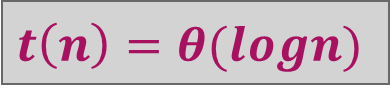 t(n) = θ(logn)